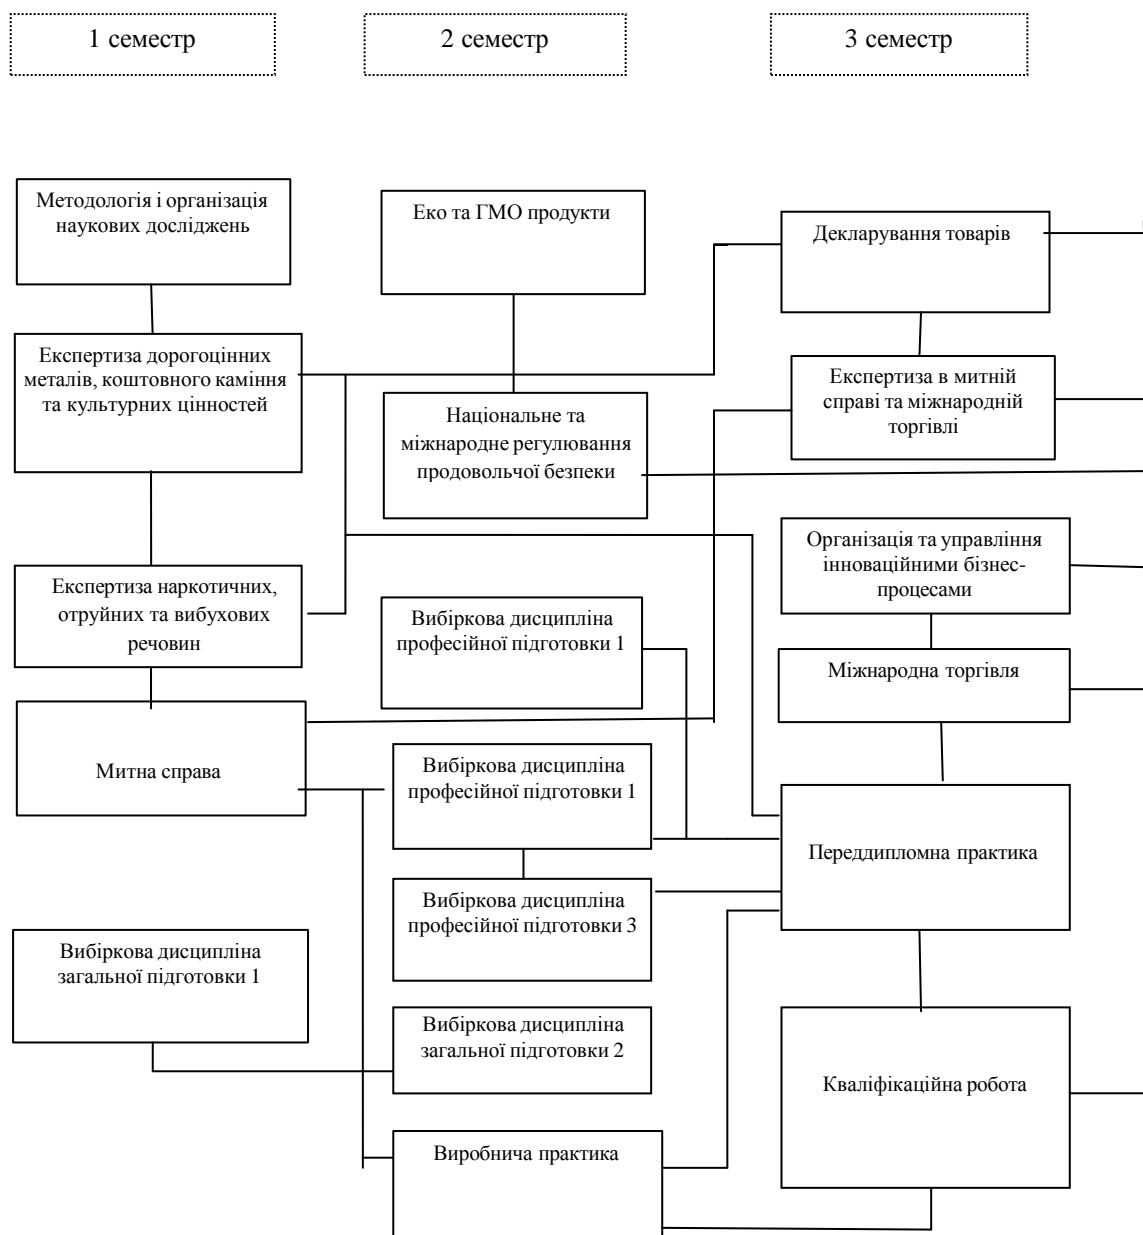 1 семестр
2 семестр
3 семестр
Методологія і організація
наукових досліджень
Експертиза дорогоцінних
металів, коштовного каміння
та культурних цінностей
Експертиза наркотичних,
отруйних та вибухових
речовин
Митна справа
Вибіркова дисципліна
загальної підготовки 1
Еко та ГМО продукти
Національне та
міжнародне регулювання
продовольчої безпеки
Вибіркова дисципліна
професійної підготовки 1
Вибіркова дисципліна
професійної підготовки 1
Вибіркова дисципліна
професійної підготовки 3
Вибіркова дисципліна
загальної підготовки 2
Виробнича практика
Декларування товарів
Експертиза в митній
справі та міжнародній
торгівлі
Організація та управління
інноваційними бізнес-
процесами
Міжнародна торгівля
Переддипломна практика
Кваліфікаційна робота